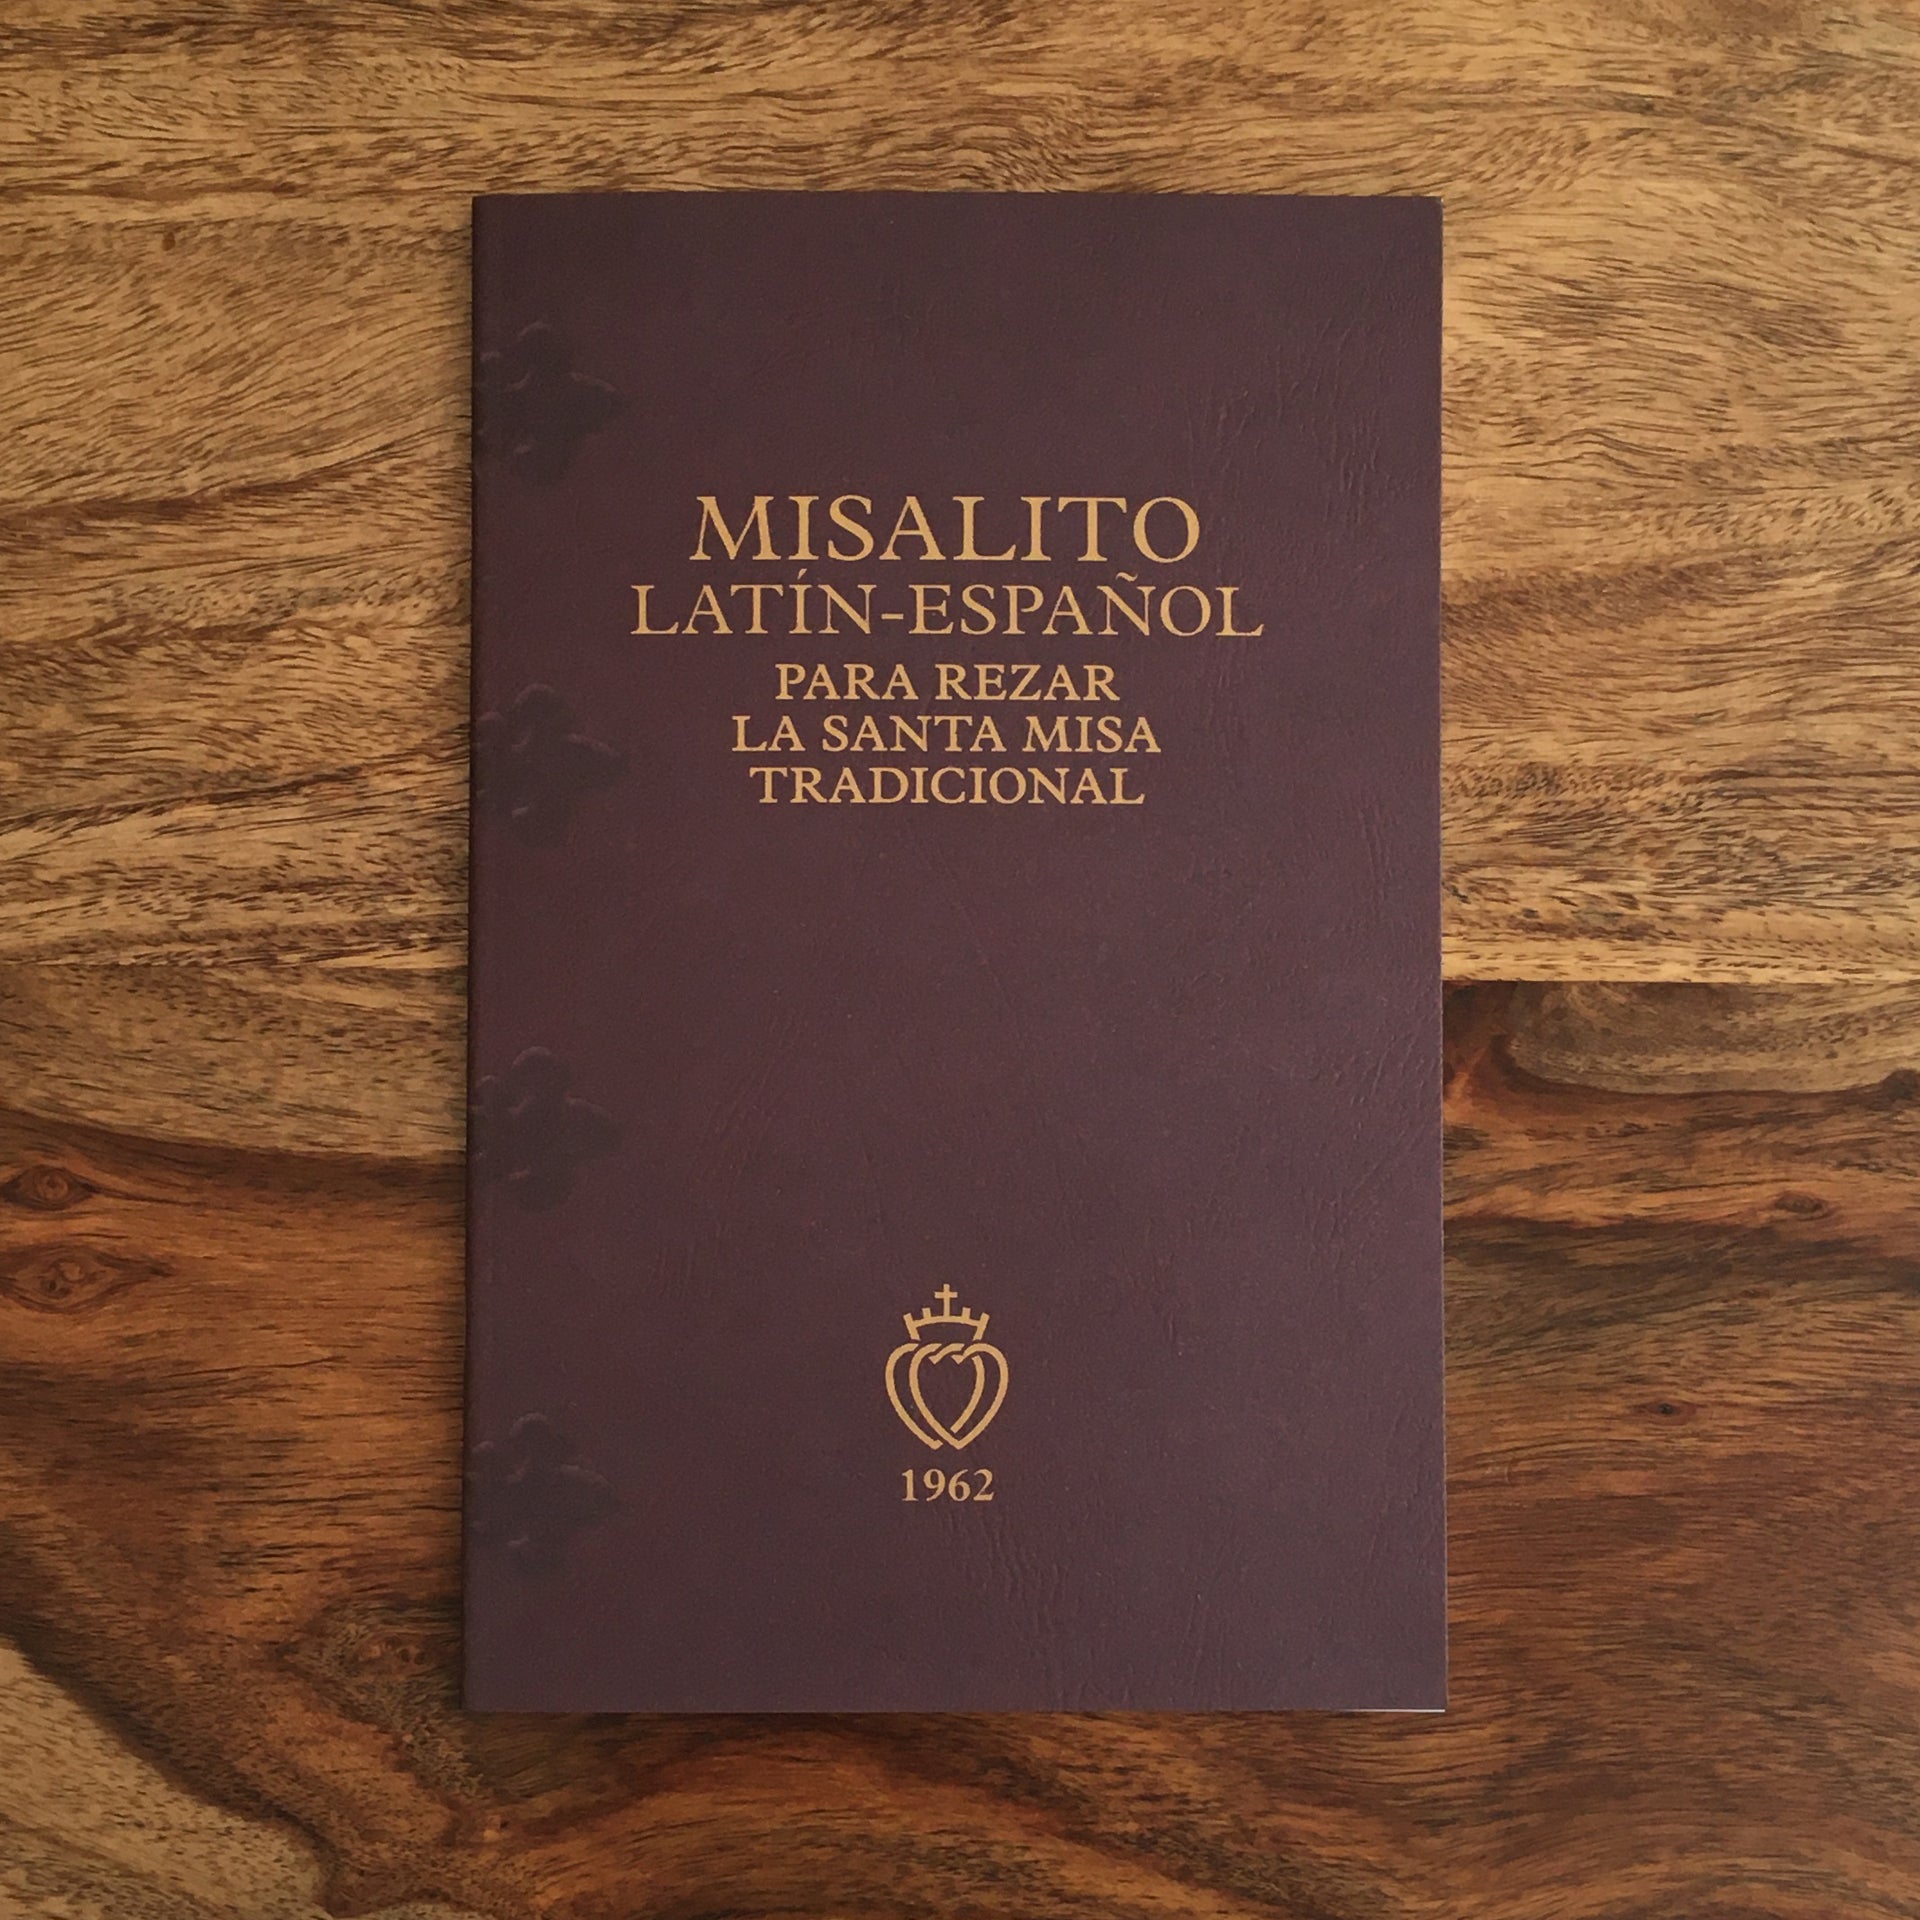 MISALITO
LATÍN-ESPAÑOL
PARA REZAR
LA SANTA MISA
TRADICIONAL
1962